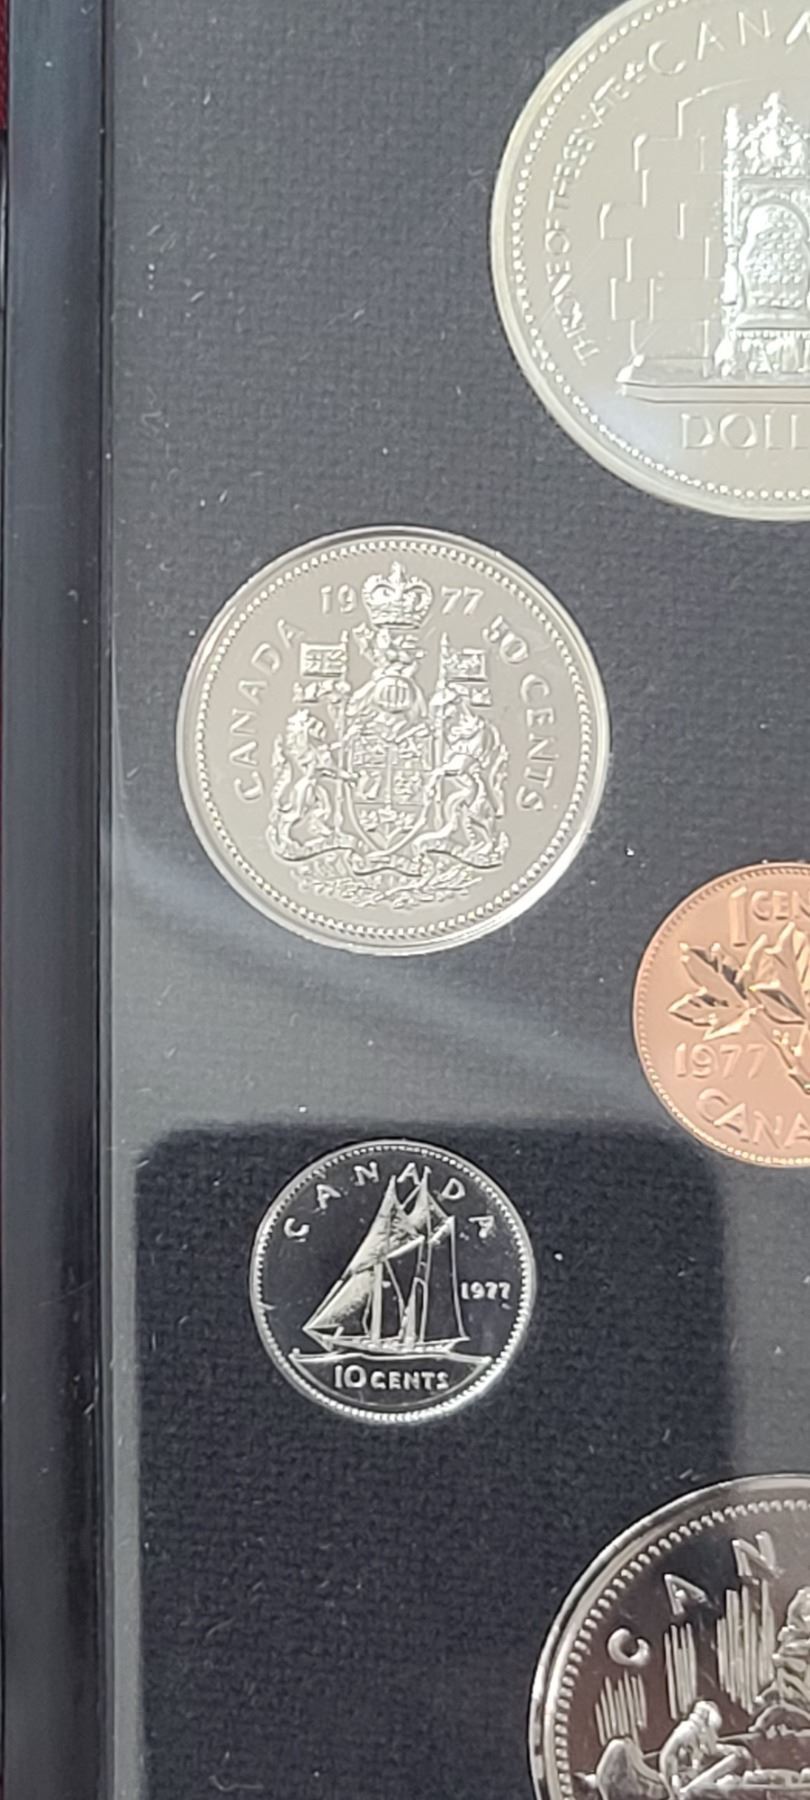 THRONE OF THE SENATE
CANA
DOLL
19 77
CANADA
50 CENTS
1 CEN
1977
CANA
CANADA
1977
10 CENTS
CAN